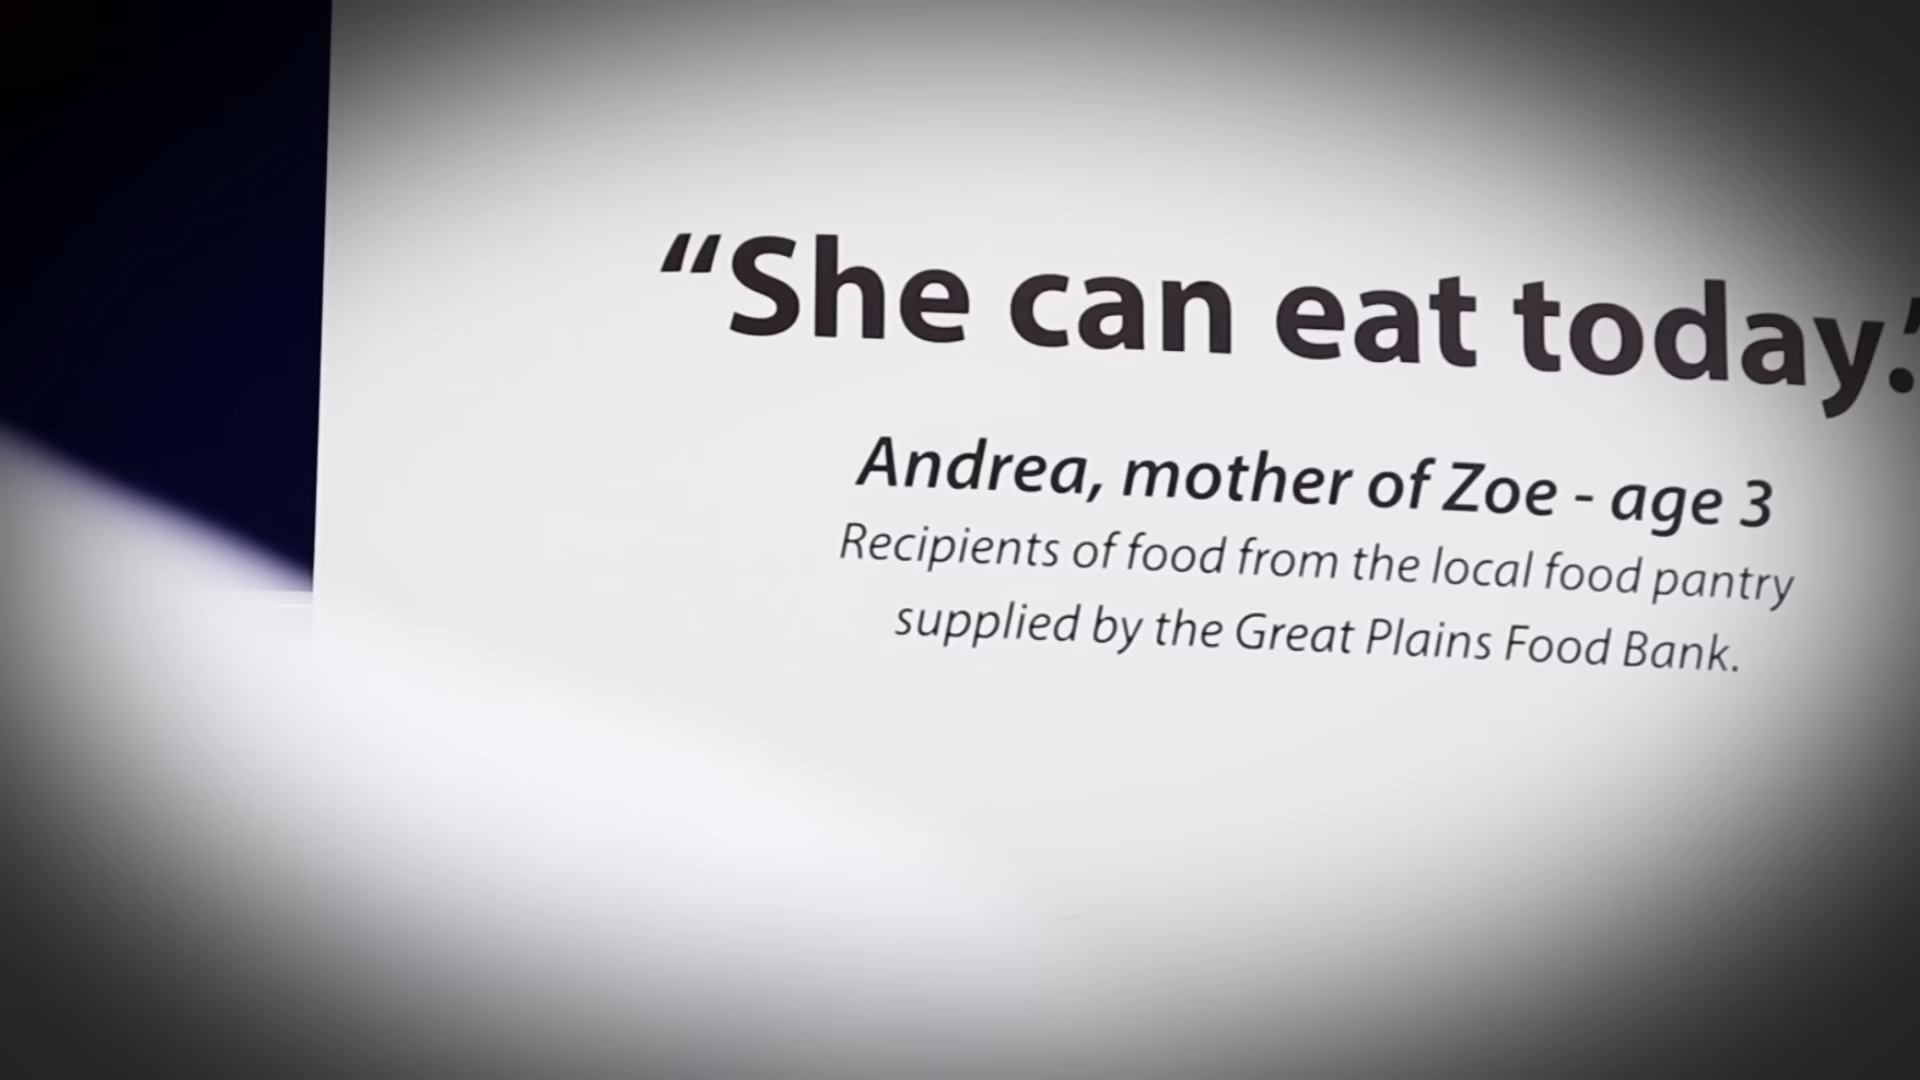 “She can eat today.”
Andrea, mother of Zoe - age 3
Recipients of food from the local food pantry
supplied by the Great Plains Food Bank.